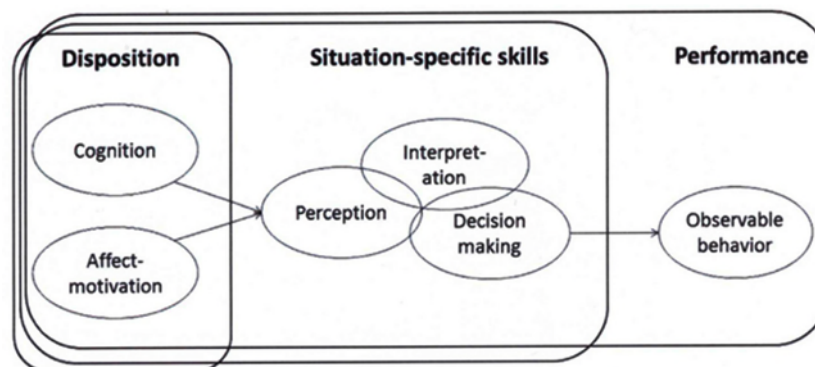 Disposition
Situation-specific skills
Performance
Cognition
Affect-
motivation
Perception
Interpret-
ation
Decision
making
Observable
behavior